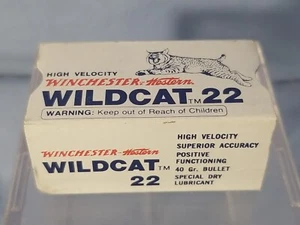 HIGH VELOCITY
WINCHESTER-Western
WILDCAT TM 22
WARNING: Keep out of Reach of Children
WINCHESTER-Western
WILDCAT TM
22
HIGH VELOCITY
SUPERIOR ACCURACY
POSITIVE
FUNCTIONING
40 Gr. BULLET
SPECIAL DRY
LUBRICANT